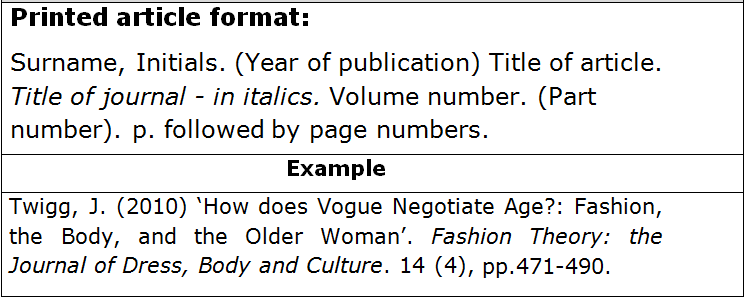 Printed article format:
Surname, Initials. (Year of publication) Title of article.
Title of journal - in italics. Volume number. (Part
number). p. followed by page numbers.
Example
Twigg, J. (2010) ‘How does Vogue Negotiate Age?: Fashion,
the Body, and the Older Woman’. Fashion Theory: the
Journal of Dress, Body and Culture. 14 (4), pp.471-490.